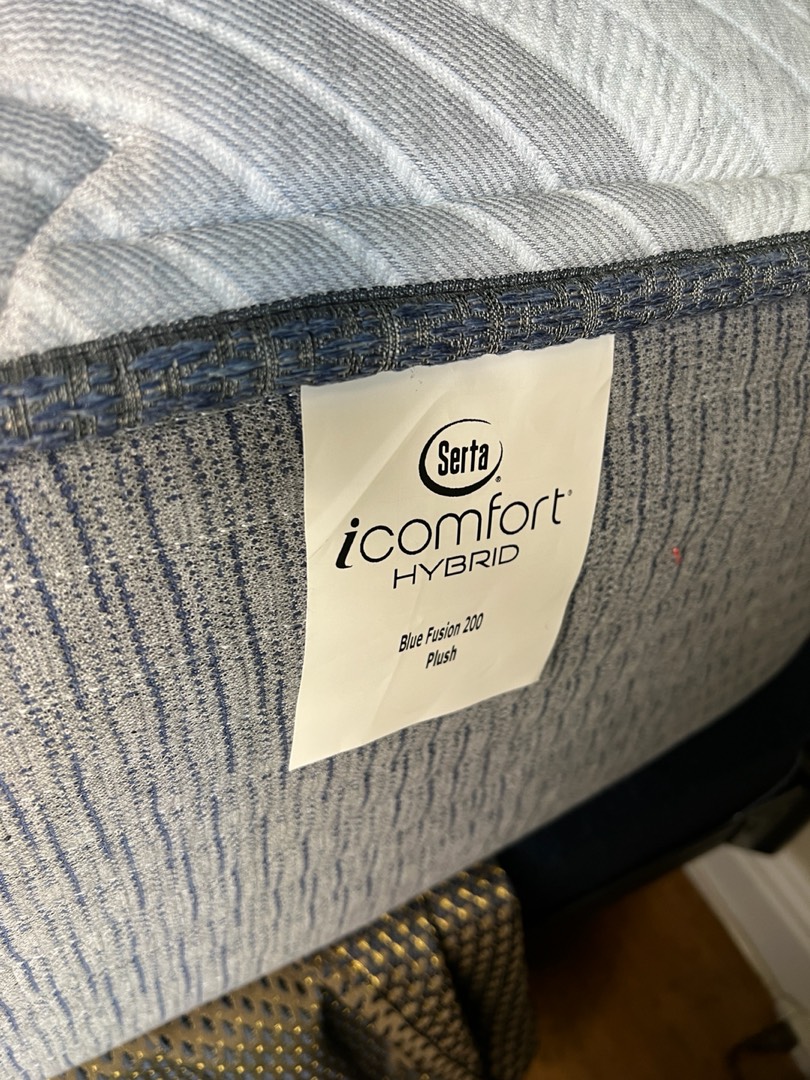 Serta®
icomfort®
HYBRID
Blue Fusion 200
Plush